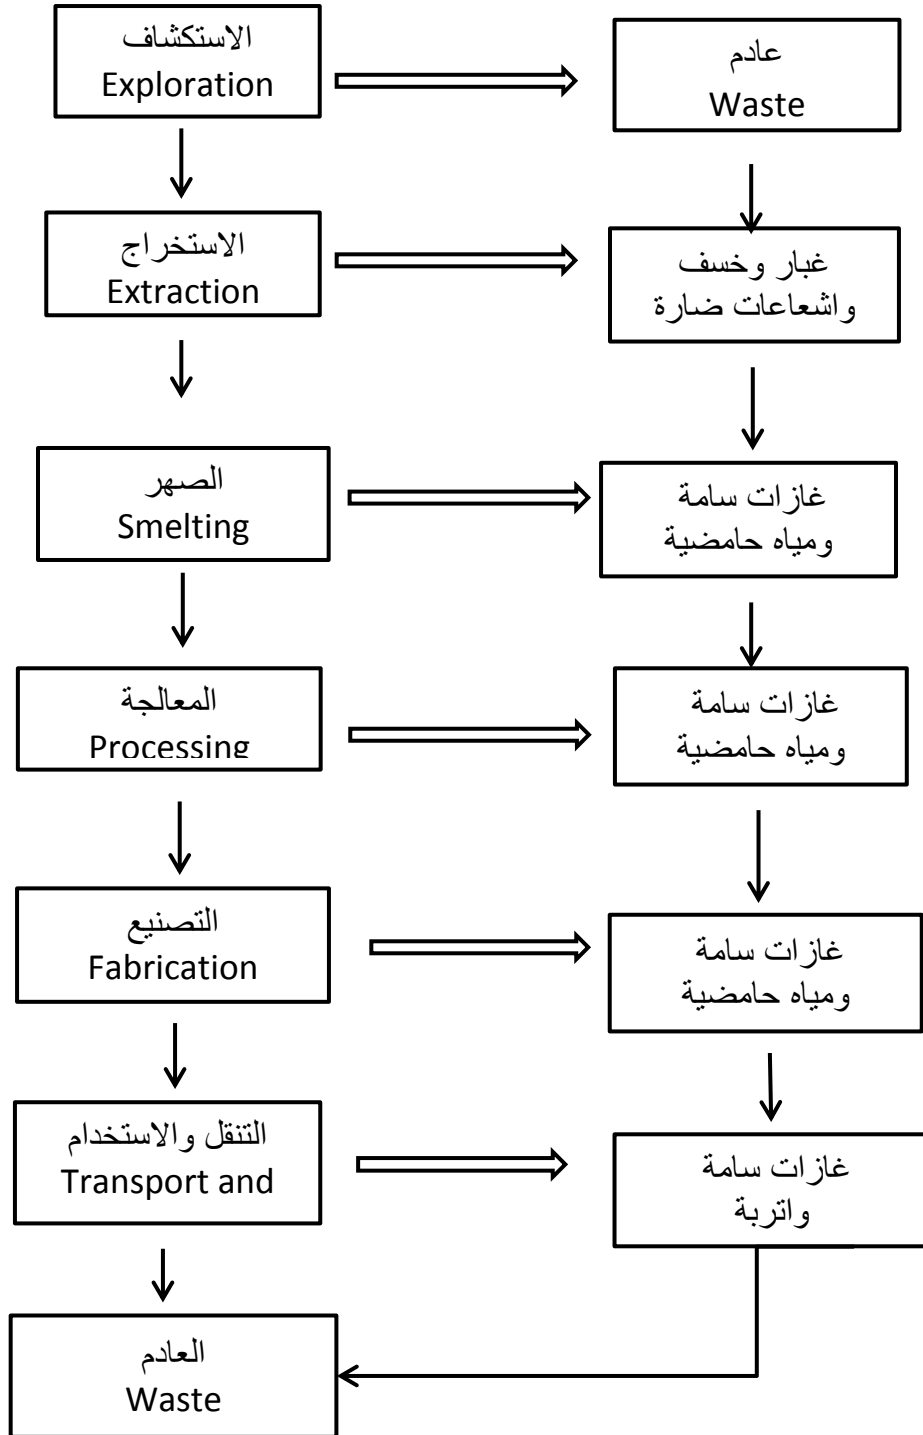 الاستكشاف
Exploration
عادم
Waste
الاستخراج
Extraction
غبار وخسف
واشعاعات ضارة
الصهر
Smelting
غازات سامة
ومياه حامضية
المعالجة
Processing
غازات سامة
ومياه حامضية
التصنيع
Fabrication
غازات سامة
ومياه حامضية
التنقل والاستخدام
Transport and
غازات سامة
واتربة
العادم
Waste